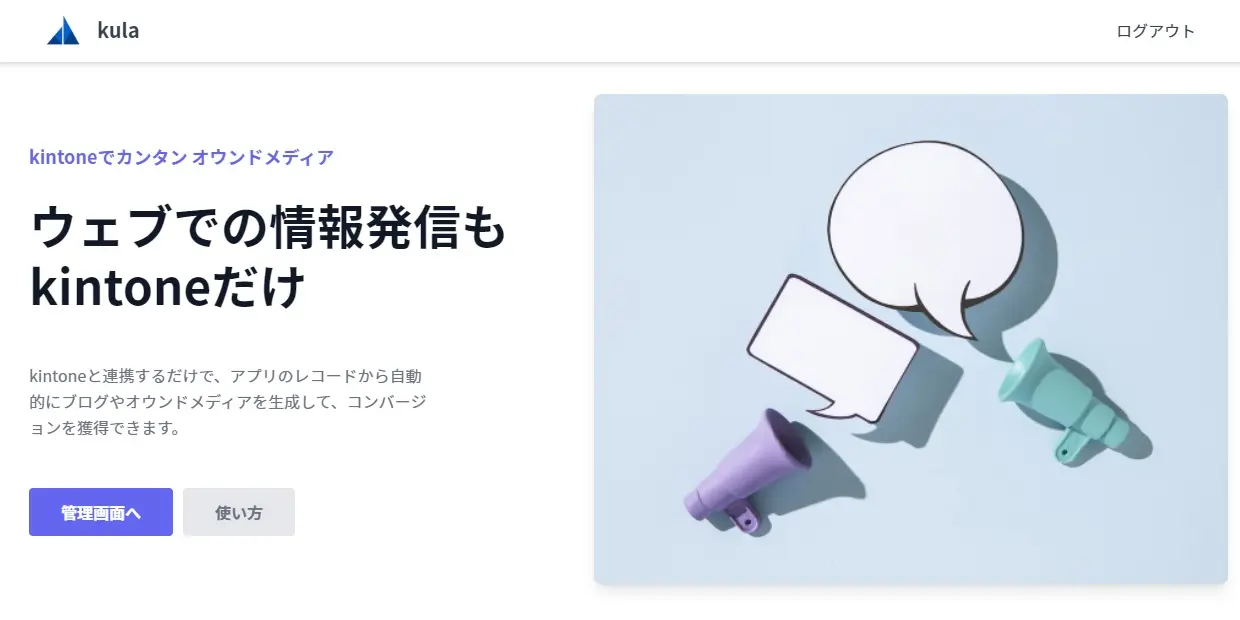 kula
ログアウト
kintoneでカンタン オウンドメディア
ウェブでの情報発信も
kintoneだけ
kintoneと連携するだけで、アプリのレコードから自動
的にブログやオウンドメディアを生成して、コンバージ
ョンを獲得できます。
管理画面へ
使い方